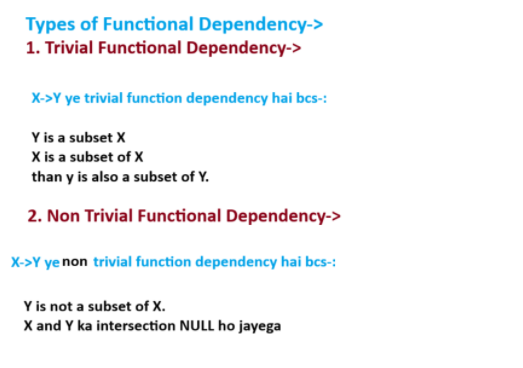 Types of Functional Dependency->
1. Trivial Functional Dependency->
X->Y ye trivial function dependency hai bcs-:
Y is a subset X
X is a subset of X
than y is also a subset of Y.
2. Non Trivial Functional Dependency->
X->Y ye non trivial function dependency hai bcs-:
Y is not a subset of X.
X and Y ka intersection NULL ho jayega